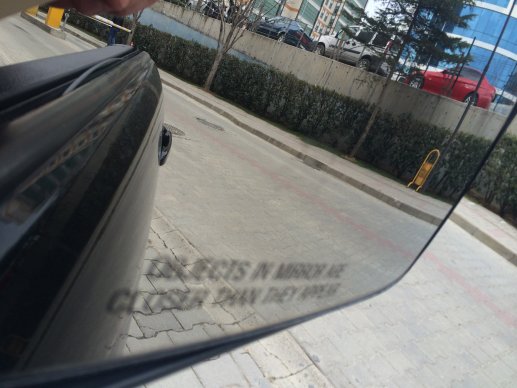 OBJECTS IN MIRROR ARE
CLOSER THAN THEY APPEAR